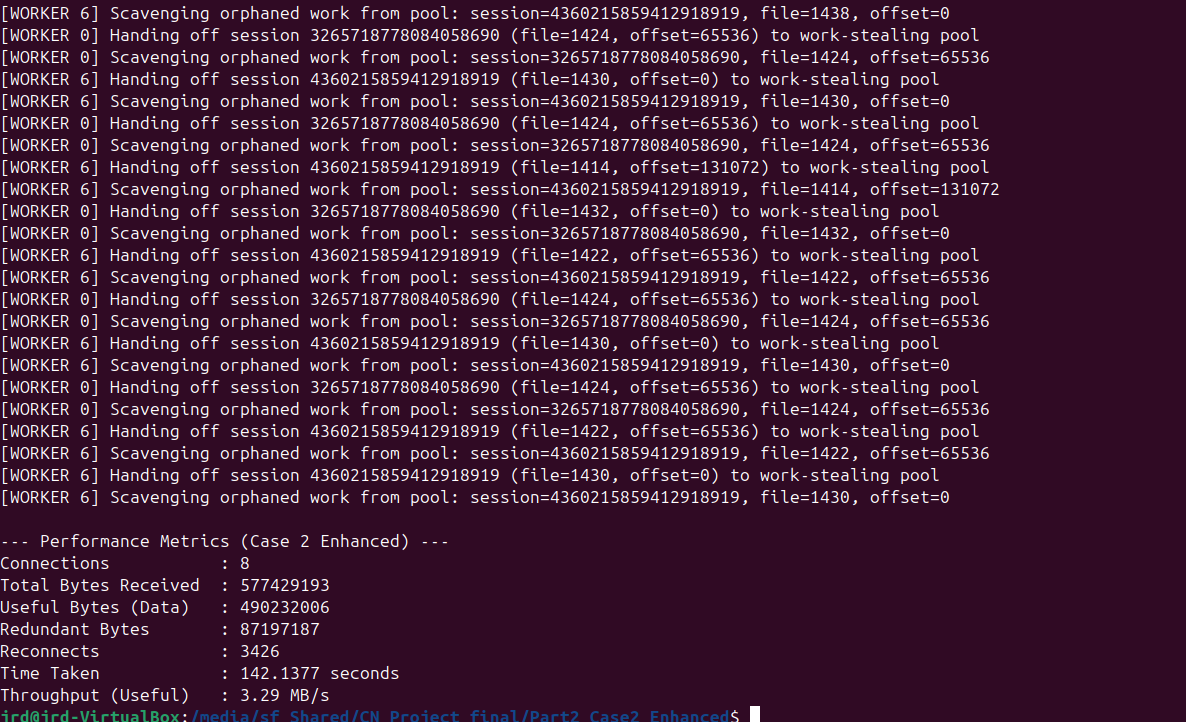 [WORKER 6] Scavenging orphaned work from pool: session=4360215859412918919, file=1438, offset=0
[WORKER 0] Handing off session 3265718778084058690 (file=1424, offset=65536) to work-stealing pool
[WORKER 0] Scavenging orphaned work from pool: session=3265718778084058690, file=1424, offset=65536
[WORKER 6] Handing off session 4360215859412918919 (file=1430, offset=0) to work-stealing pool
[WORKER 6] Scavenging orphaned work from pool: session=4360215859412918919, file=1430, offset=0
[WORKER 0] Handing off session 3265718778084058690 (file=1424, offset=65536) to work-stealing pool
[WORKER 0] Scavenging orphaned work from pool: session=3265718778084058690, file=1424, offset=65536
[WORKER 6] Handing off session 4360215859412918919 (file=1414, offset=131072) to work-stealing pool
[WORKER 6] Scavenging orphaned work from pool: session=4360215859412918919, file=1414, offset=131072
[WORKER 0] Handing off session 3265718778084058690 (file=1432, offset=0) to work-stealing pool
[WORKER 0] Scavenging orphaned work from pool: session=3265718778084058690, file=1432, offset=0
[WORKER 6] Handing off session 4360215859412918919 (file=1422, offset=65536) to work-stealing pool
[WORKER 6] Scavenging orphaned work from pool: session=4360215859412918919, file=1422, offset=65536
[WORKER 0] Handing off session 3265718778084058690 (file=1424, offset=65536) to work-stealing pool
[WORKER 0] Scavenging orphaned work from pool: session=3265718778084058690, file=1424, offset=65536
[WORKER 6] Handing off session 4360215859412918919 (file=1430, offset=0) to work-stealing pool
[WORKER 6] Scavenging orphaned work from pool: session=4360215859412918919, file=1430, offset=0
[WORKER 0] Handing off session 3265718778084058690 (file=1424, offset=65536) to work-stealing pool
[WORKER 0] Scavenging orphaned work from pool: session=3265718778084058690, file=1424, offset=65536
[WORKER 6] Handing off session 4360215859412918919 (file=1422, offset=65536) to work-stealing pool
[WORKER 6] Scavenging orphaned work from pool: session=4360215859412918919, file=1422, offset=65536
[WORKER 6] Handing off session 4360215859412918919 (file=1430, offset=0) to work-stealing pool
[WORKER 6] Scavenging orphaned work from pool: session=4360215859412918919, file=1430, offset=0
--- Performance Metrics (Case 2 Enhanced) ---
Connections : 8
Total Bytes Received : 577429193
Useful Bytes (Data) : 490232006
Redundant Bytes : 87197187
Reconnects : 3426
Time Taken : 142.1377 seconds
Throughput (Useful) : 3.29 MB/s
jrd@jrd-VirtualBox:/media/sf_Shared/CN_Project_final/Part2_Case2_Enhanced$